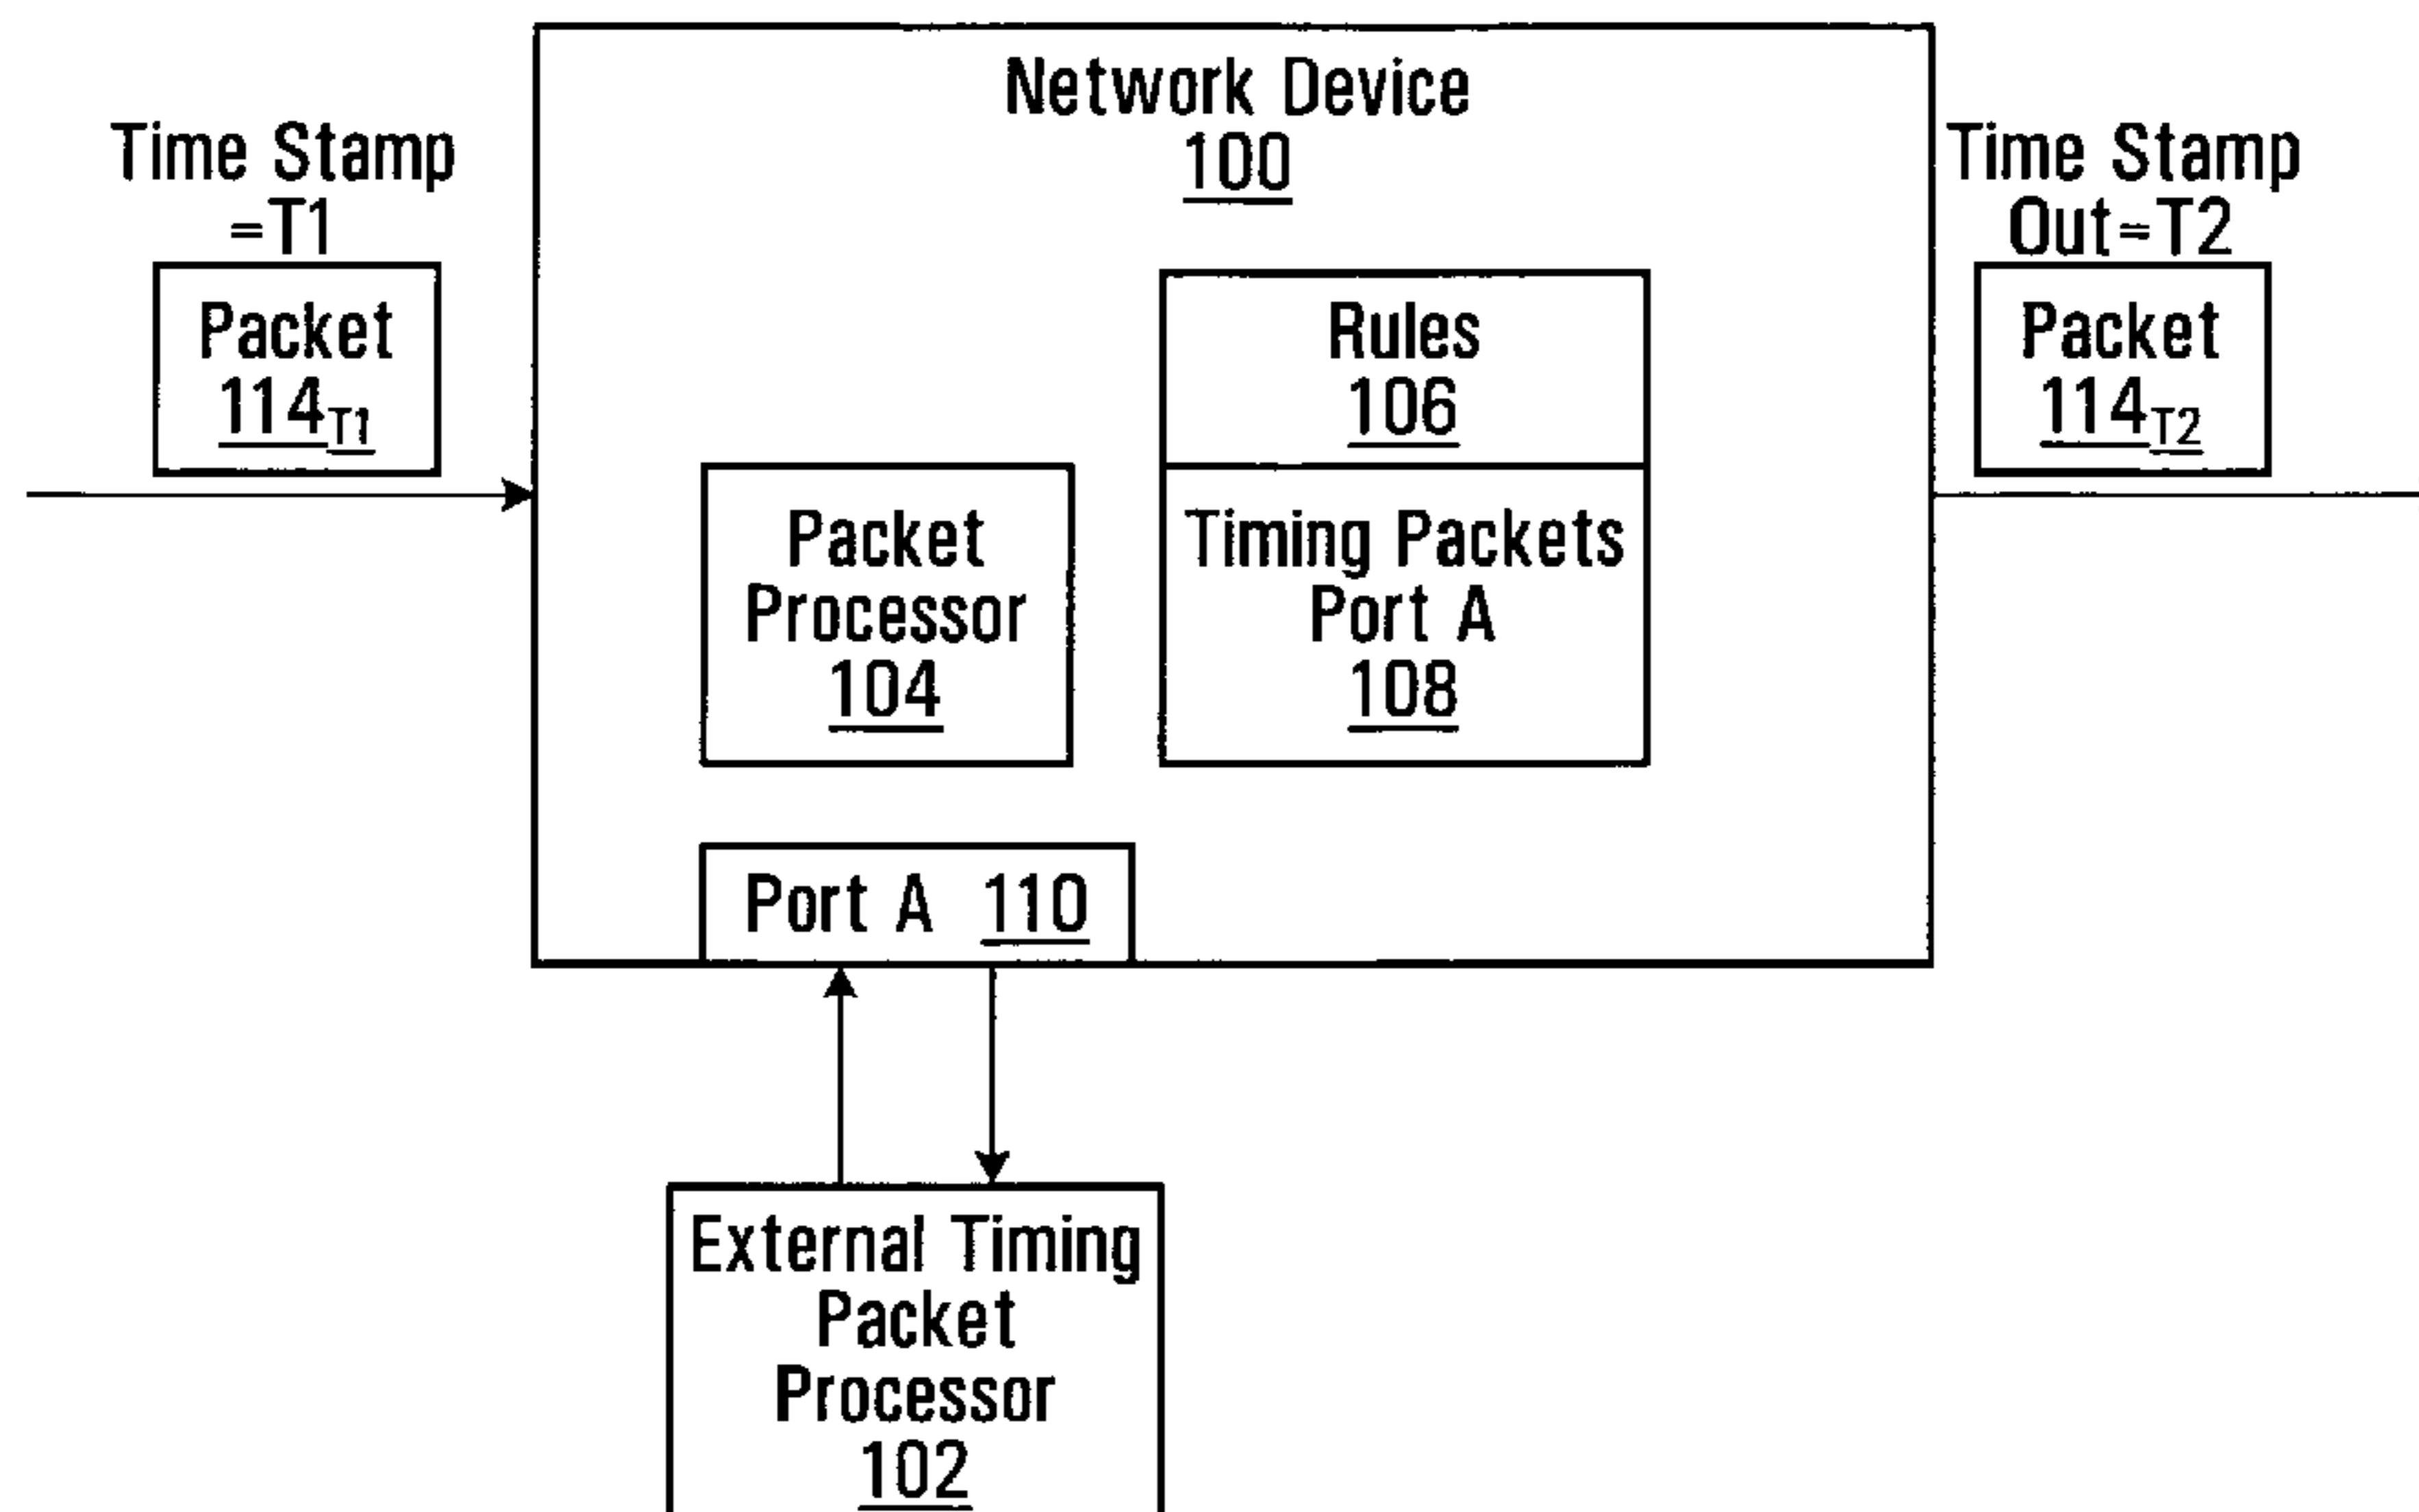 Network Device
100
Time Stamp
=T1
Packet
114T1
Time Stamp
Out=T2
Packet
114T2
Rules
106
Packet
Processor
104
Timing Packets
Port A
108
Port A 110
External Timing
Packet
Processor
102